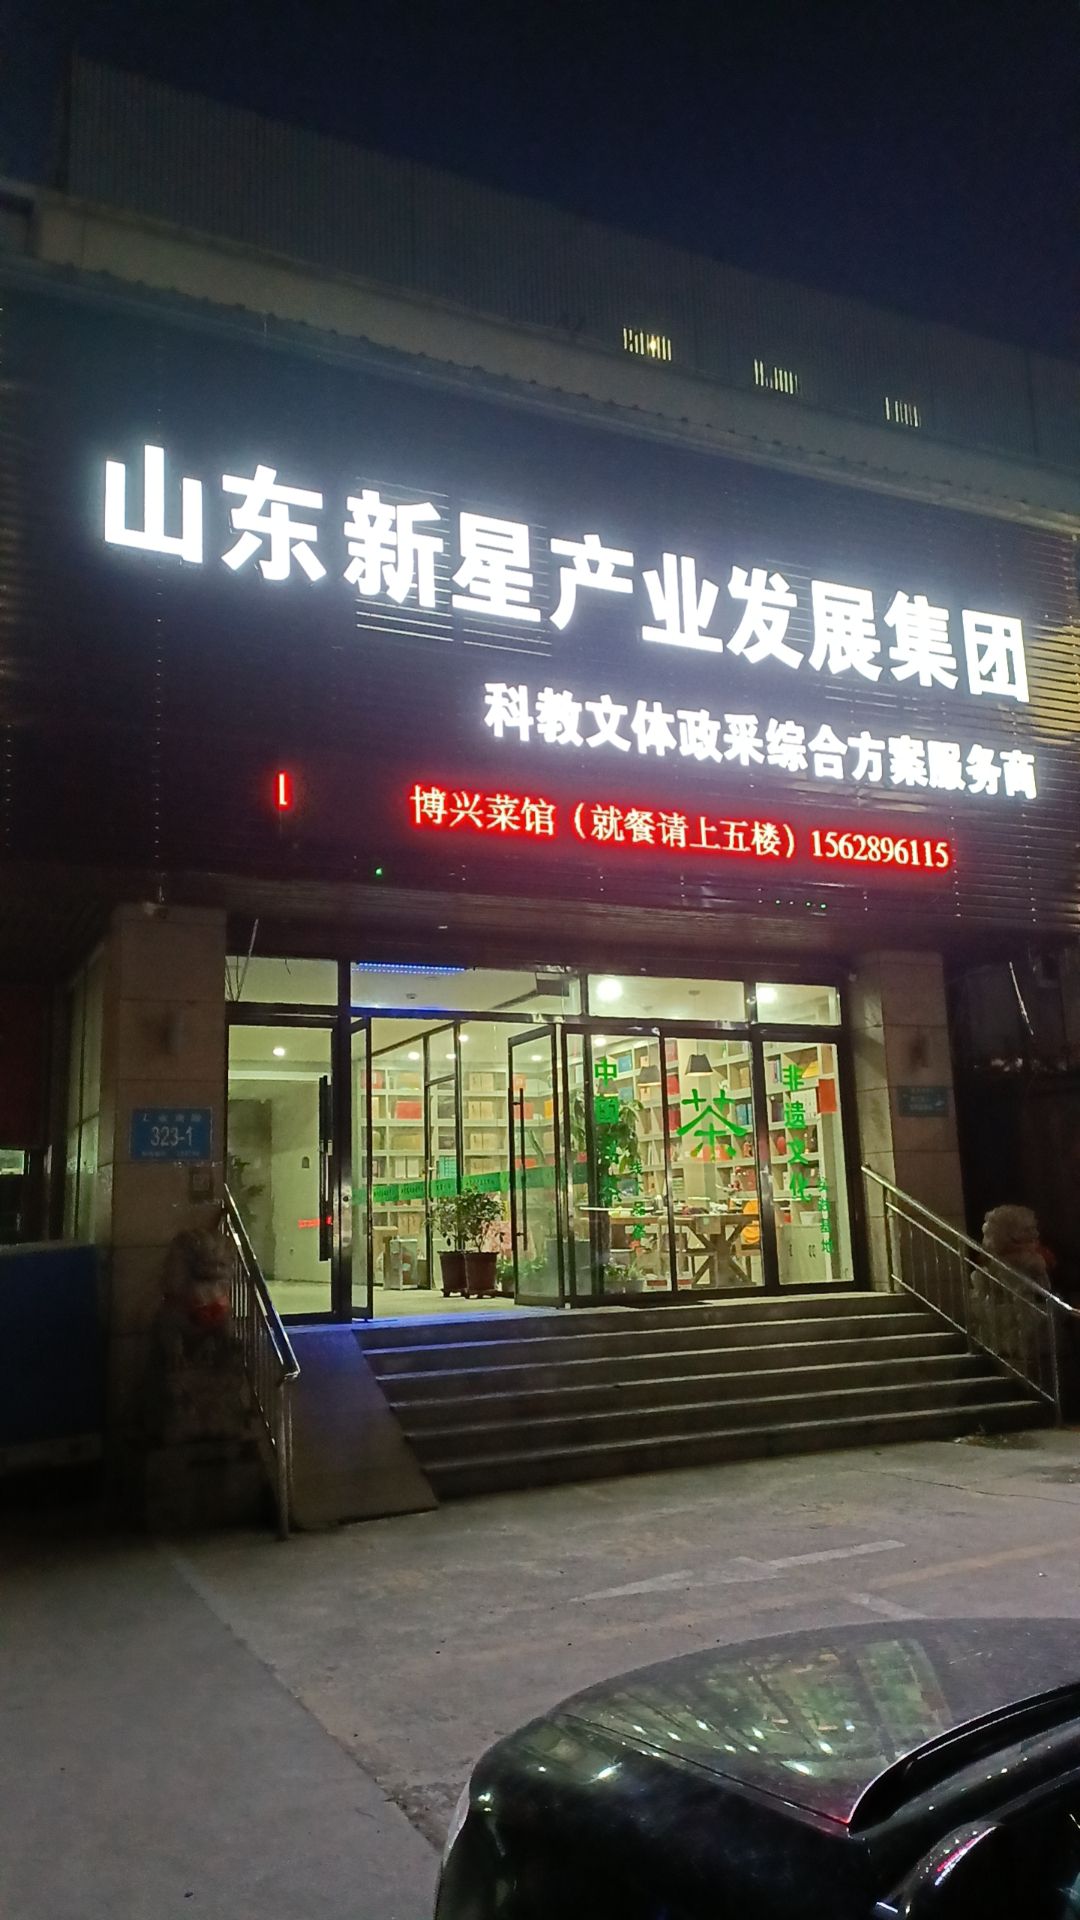 山东新星产业发展集团
科教文体政采综合方案服务商
博兴菜馆（就餐请上五楼）1562896115
323-1
中国
茶
非遗文化